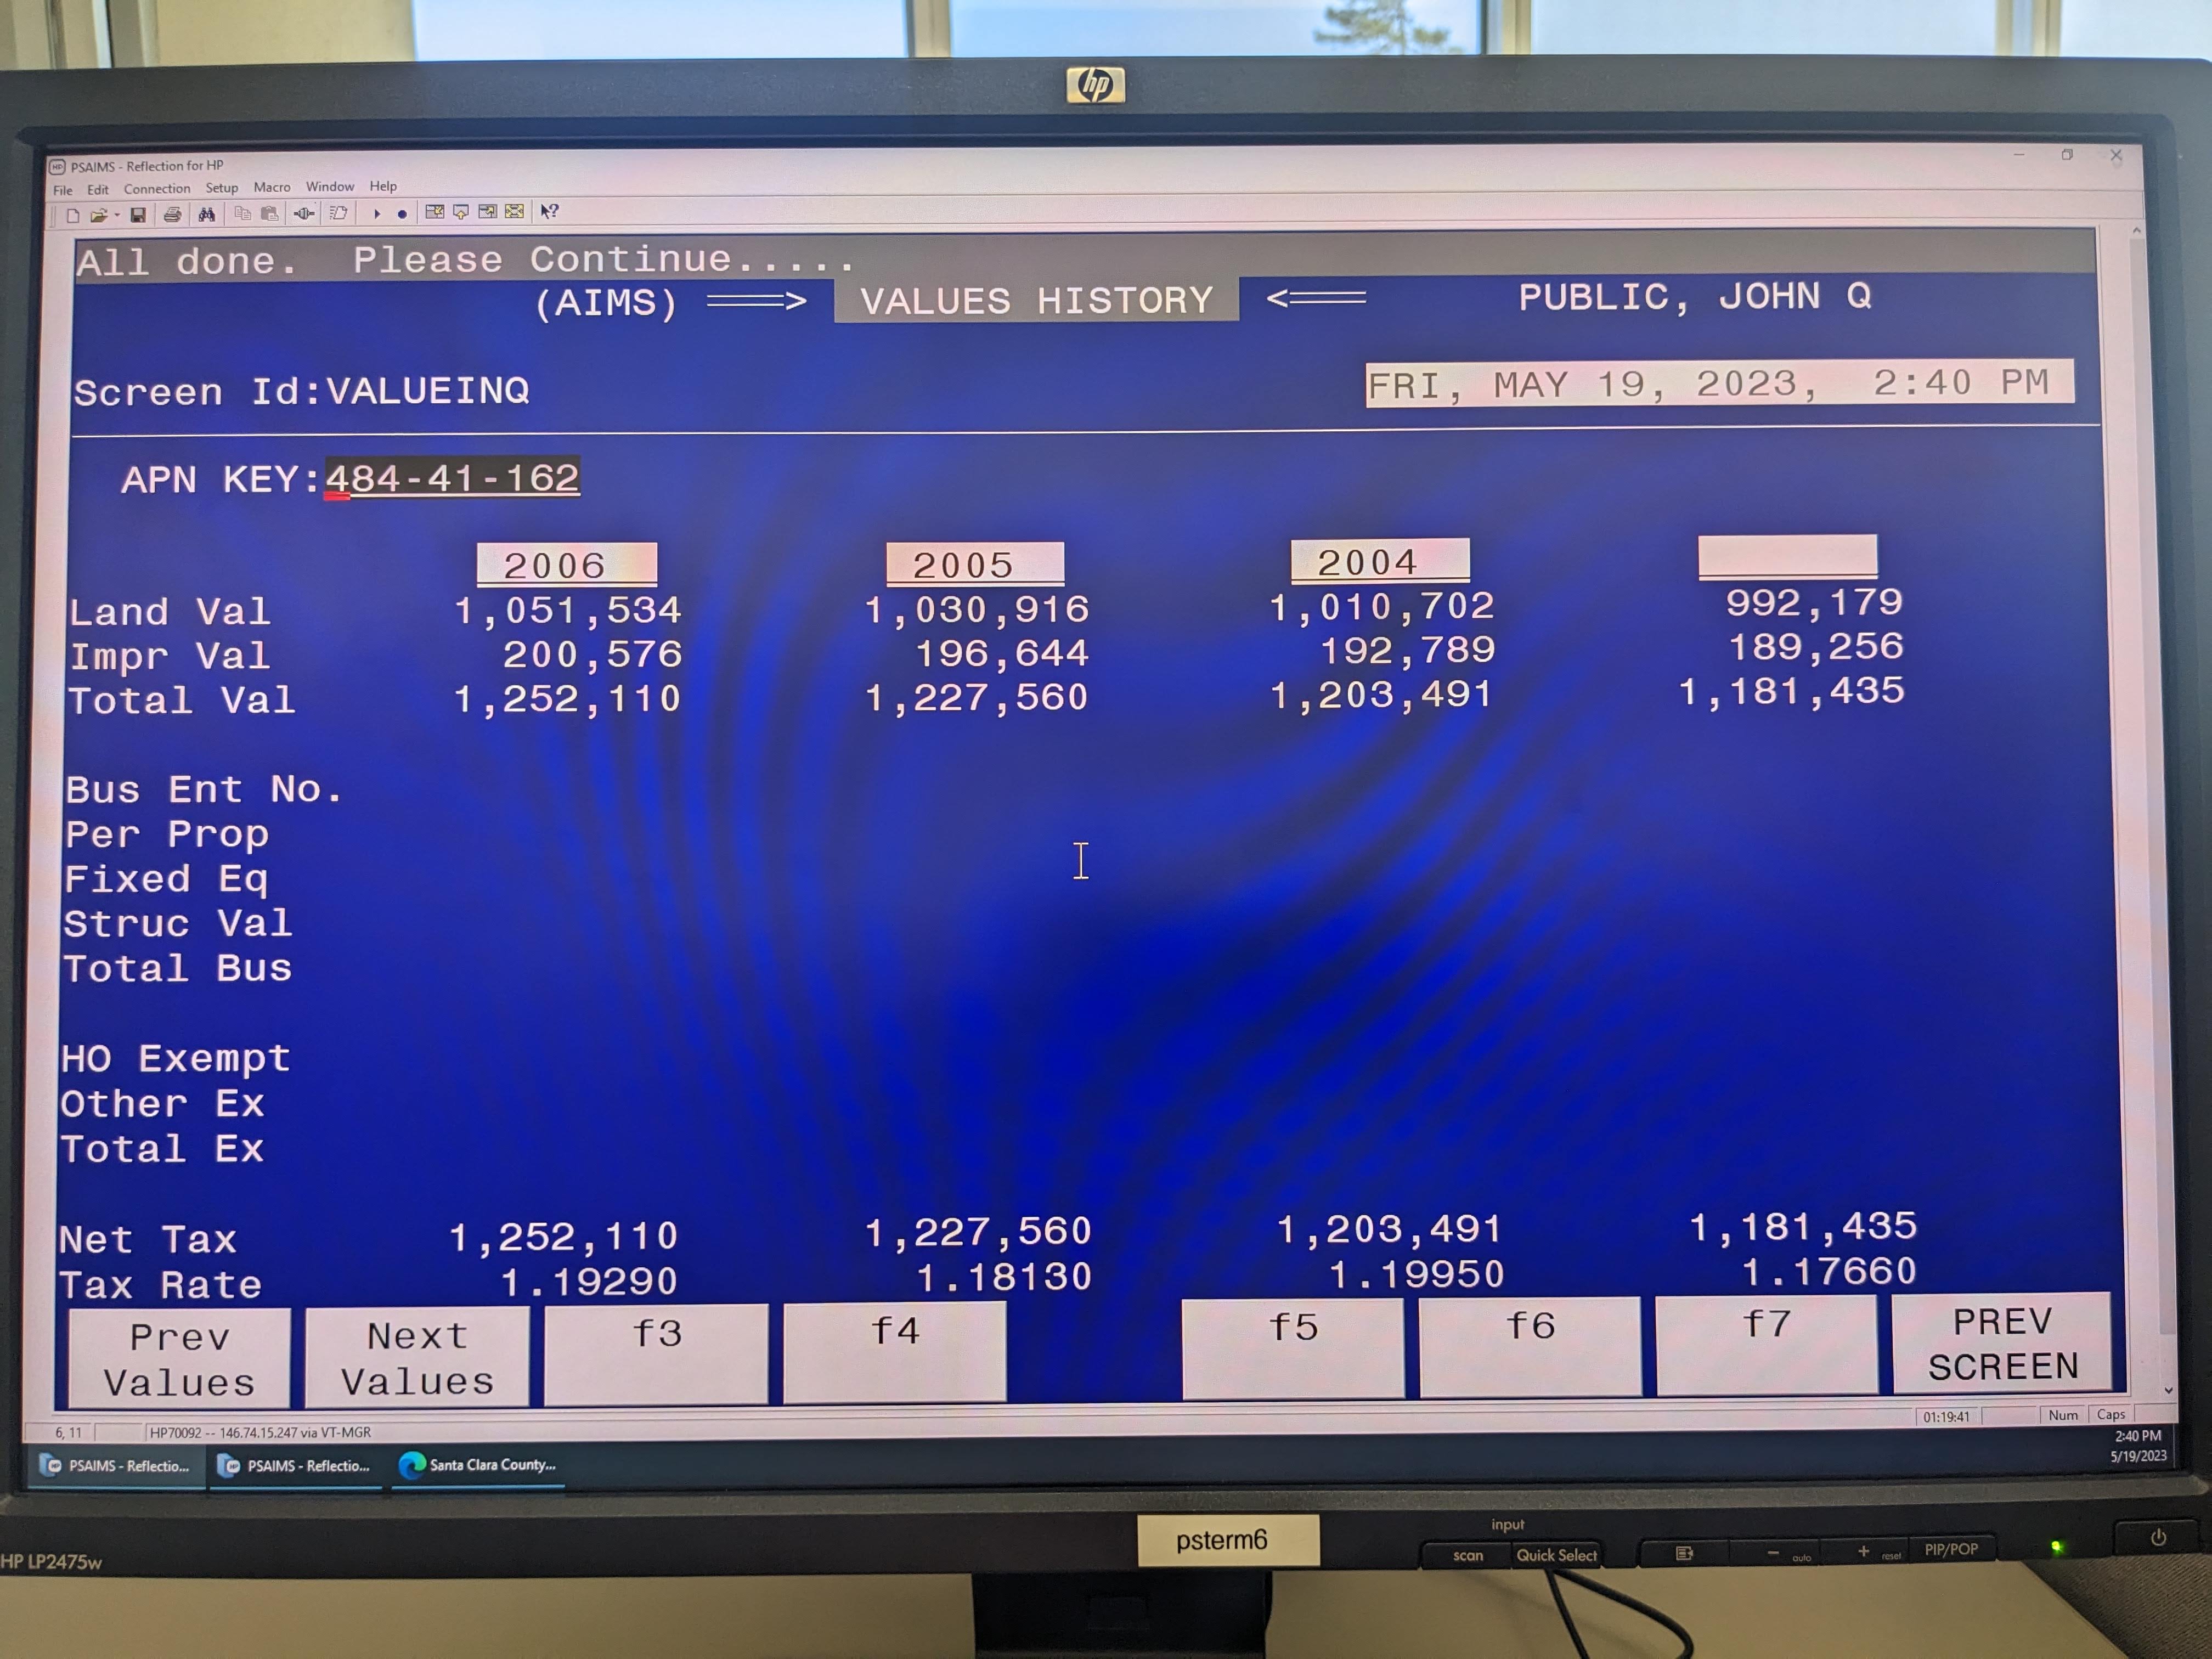 hp
PSAIMS - Reflection for HP
File Edit Connection Setup Macro Window Help
All done. Please Continue.....
(AIMS) ===> VALUES HISTORY <=== PUBLIC, JOHN Q
Screen Id:VALUEINQ FRI, MAY 19, 2023, 2:40 PM
APN KEY:484-41-162
2006 2005 2004
Land Val 1,051,534 1,030,916 1,010,702 992,179
Impr Val 200,576 196,644 192,789 189,256
Total Val 1,252,110 1,227,560 1,203,491 1,181,435
Bus Ent No.
Per Prop
Fixed Eq
Struc Val
Total Bus
HO Exempt
Other Ex
Total Ex
Net Tax 1,252,110 1,227,560 1,203,491 1,181,435
Tax Rate 1.19290 1.18130 1.19950 1.17660
Prev Values Next Values f3 f4 f5 f6 f7 PREV SCREEN
6, 11 HP70092 -- 146.74.15.247 via VT-MGR 01:19:41 Num Caps
PSAIMS - Reflectio... PSAIMS - Reflectio... Santa Clara County... 2:40 PM
5/19/2023
HP LP2475w
psterm6
input
scan Quick Select - auto + reset PIP/POP